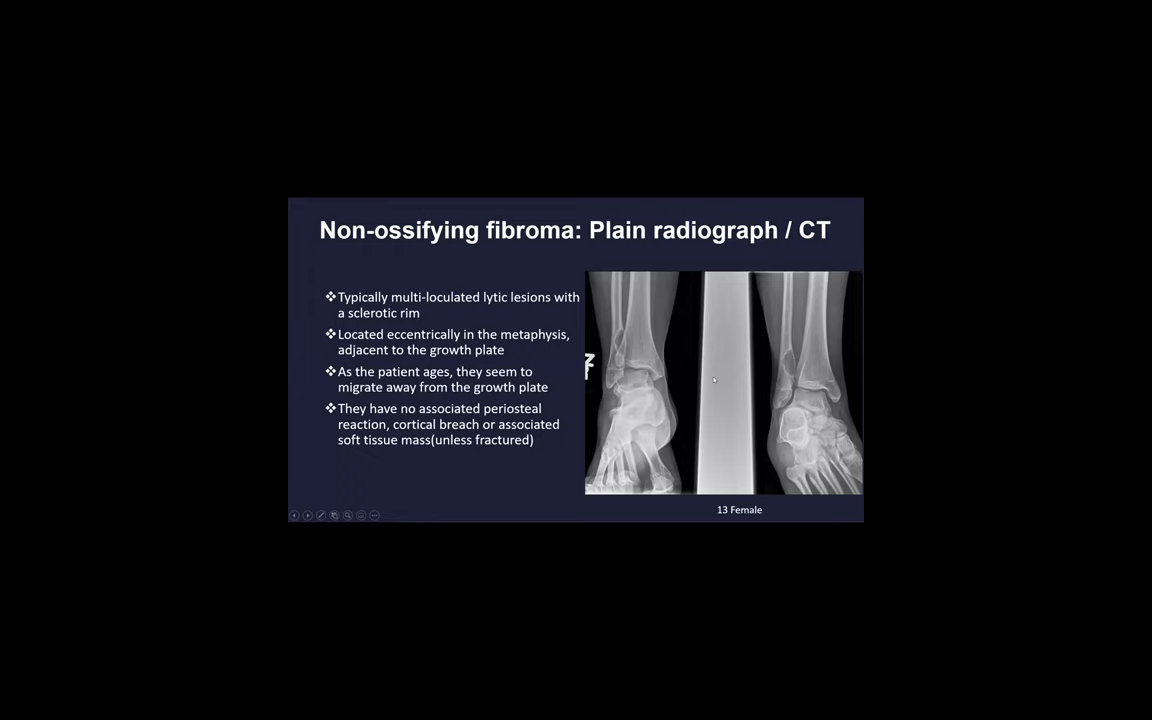 Non-ossifying fibroma: Plain radiograph / CT
❖Typically multi-loculated lytic lesions with
a sclerotic rim
❖Located eccentrically in the metaphysis,
adjacent to the growth plate
❖As the patient ages, they seem to
migrate away from the growth plate
❖They have no associated periosteal
reaction, cortical breach or associated
soft tissue mass(unless fractured)
13 Female